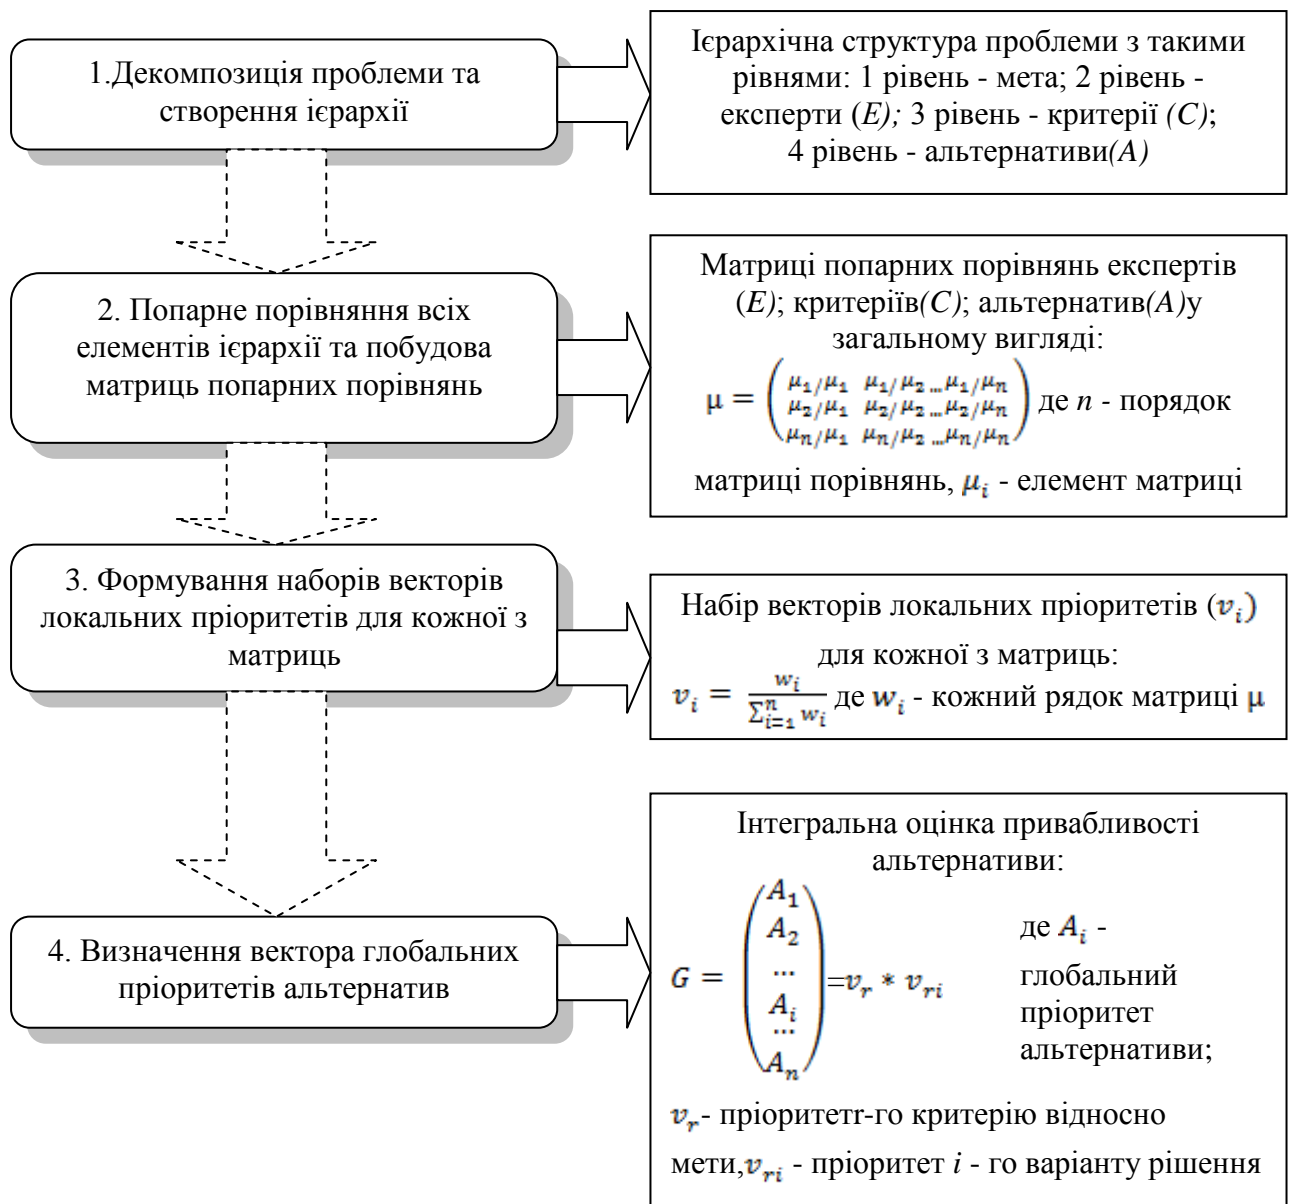 1.Декомпозиція проблеми та
створення ієрархії
Ієрархічна структура проблеми з такими
рівнями: 1 рівень - мета; 2 рівень -
експерти (E); 3 рівень - критерії (C);
4 рівень - альтернативи(A)
2. Попарне порівняння всіх
елементів ієрархії та побудова
матриць попарних порівнянь
Матриці попарних порівнянь експертів
(E); критеріїв(C); альтернатив(A)у
загальному вигляді:
μ₁/μ₁ μ₁/μ₂ ... μ₁/μₙ
μ = μ₂/μ₁ μ₂/μ₂ ... μ₂/μₙ де n - порядок
μₙ/μ₁ μₙ/μ₂ ... μₙ/μₙ
матриці порівнянь, μᵢ - елемент матриці
3. Формування наборів векторів
локальних пріоритетів для кожної з
матриць
Набір векторів локальних пріоритетів (vᵢ)
для кожної з матриць:
vᵢ = wᵢ / ∑ᵢ₌₁ⁿ wᵢ де wᵢ - кожний рядок матриці μ
4. Визначення вектора глобальних
пріоритетів альтернатив
Інтегральна оцінка привабливості
альтернативи:
A₁
A₂
...
G = Aᵢ =vᵣ * vᵣᵢ
...
Aₙ
де Aᵢ -
глобальний
пріоритет
альтернативи;
vᵣ- пріоритетr-го критерію відносно
мети,vᵣᵢ - пріоритет i - го варіанту рішення